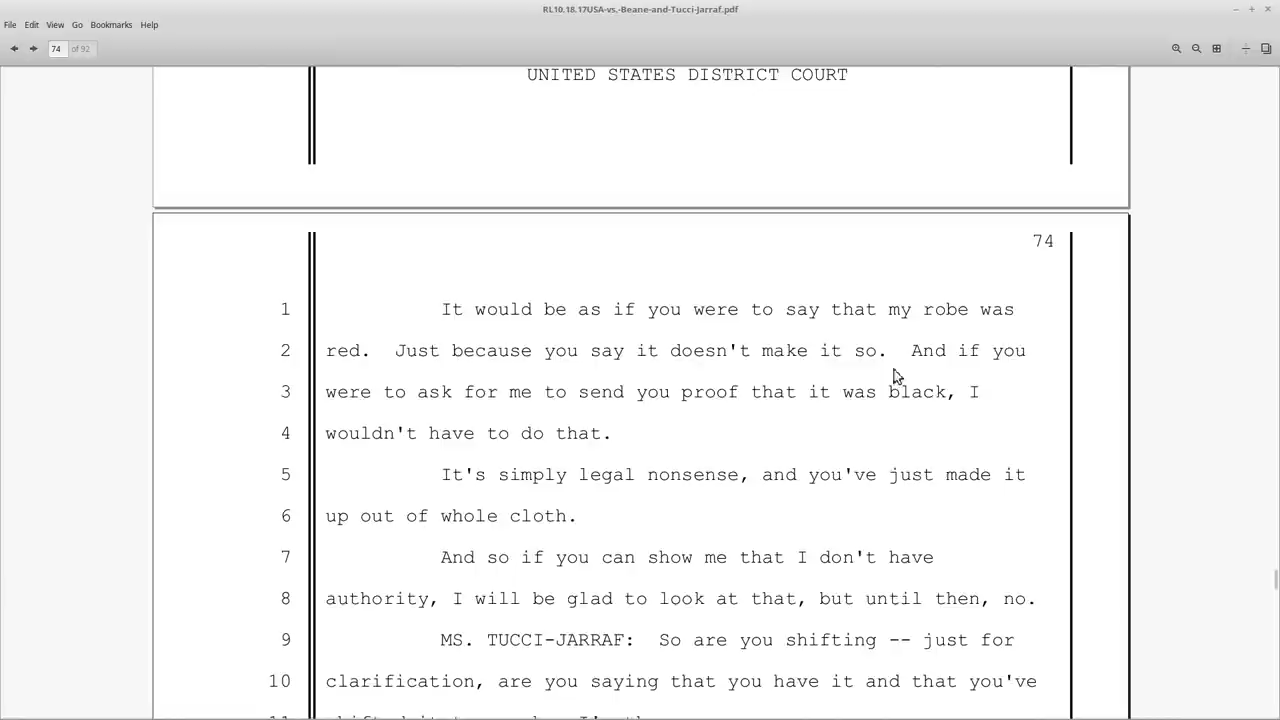 RL10.18.17USA-vs.-Beane-and-Tucci-Jarraf.pdf
File Edit View Go Bookmarks Help
74 of 92
UNITED STATES DISTRICT COURT
74
1 It would be as if you were to say that my robe was
2 red. Just because you say it doesn't make it so. And if you
3 were to ask for me to send you proof that it was black, I
4 wouldn't have to do that.
5 It's simply legal nonsense, and you've just made it
6 up out of whole cloth.
7 And so if you can show me that I don't have
8 authority, I will be glad to look at that, but until then, no.
9 MS. TUCCI-JARRAF: So are you shifting -- just for
10 clarification, are you saying that you have it and that you've